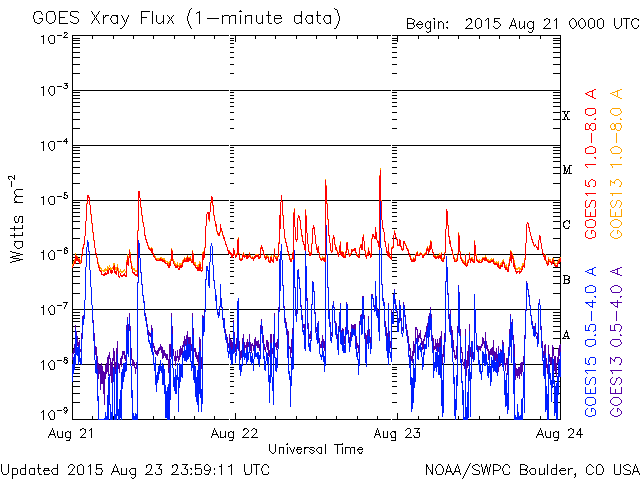 GOES Xray Flux (1-minute data)
Begin: 2015 Aug 21 0000 UTC
10-2
10-3
10-4
10-5
10-6
10-7
10-8
10-9
Watts m-2
X
M
C
B
A
GOES15 0.5-4.0 A GOES15 1.0-8.0 A
GOES13 0.5-4.0 A GOES13 1.0-8.0 A
Aug 21 Aug 22 Aug 23 Aug 24
Universal Time
Updated 2015 Aug 23 23:59:11 UTC
NOAA/SWPC Boulder, CO USA